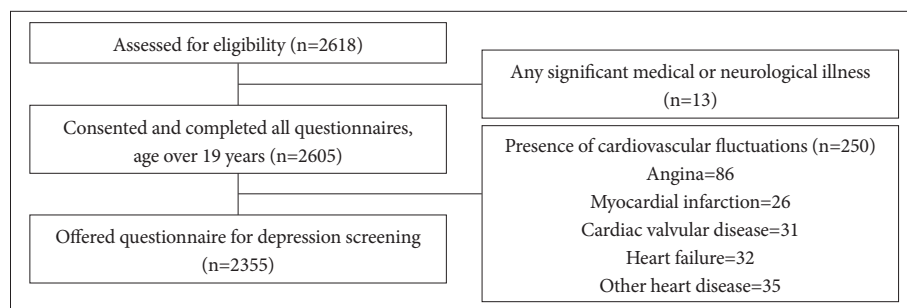 Assessed for eligibility (n=2618)
Any significant medical or neurological illness
(n=13)
Consented and completed all questionnaires,
age over 19 years (n=2605)
Presence of cardiovascular fluctuations (n=250)
Angina=86
Myocardial infarction=26
Cardiac valvular disease=31
Heart failure=32
Other heart disease=35
Offered questionnaire for depression screening
(n=2355)